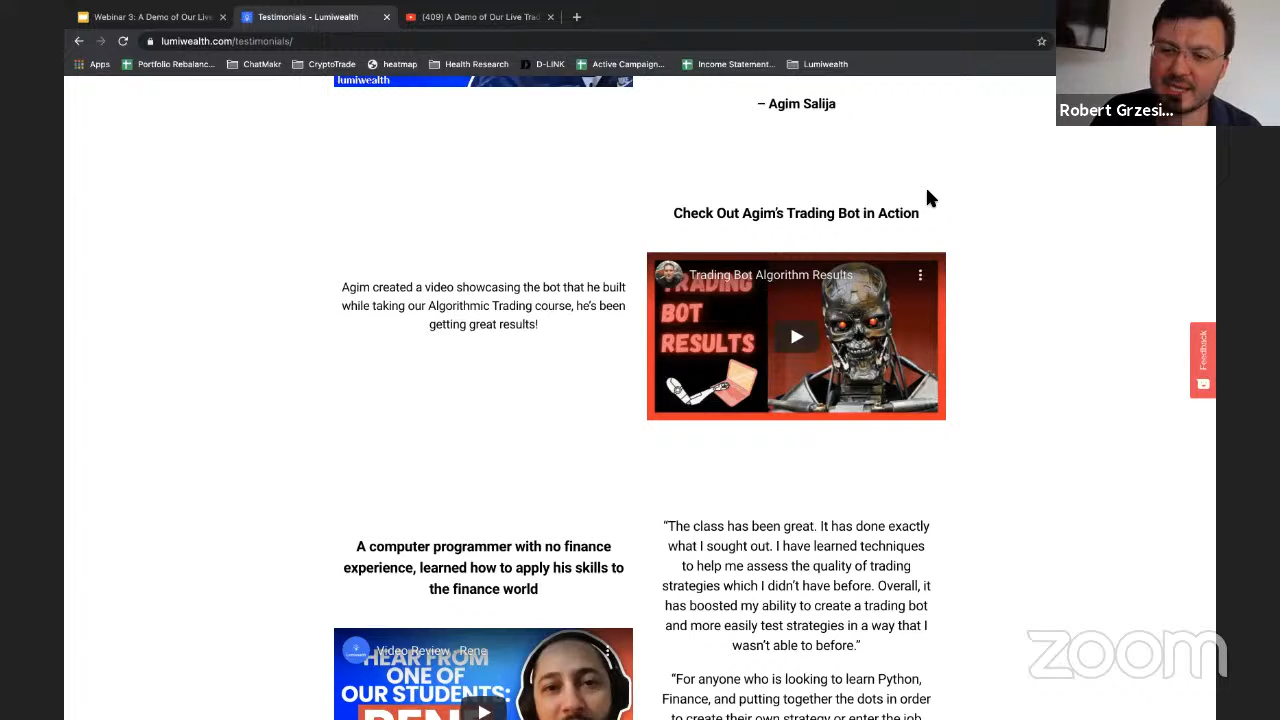 Webinar 3: A Demo of Our Live
Testimonials - Lumiwealth
(409) A Demo of Our Live Trad
lumiwealth.com/testimonials/
Apps
Portfolio Rebalanc...
ChatMakr
CryptoTrade
heatmap
Health Research
D-LiNK
Active Campaign...
Income Statement...
Lumiwealth
Robert Grzesi...
lumiwealth
– Agim Salija
Check Out Agim's Trading Bot in Action
Agim created a video showcasing the bot that he built
while taking our Algorithmic Trading course, he's been
getting great results!
Trading Bot Algorithm Results
TRADING
BOT
RESULTS
Feedback
A computer programmer with no finance
experience, learned how to apply his skills to
the finance world
Video Review - Rene
HEAR FROM
ONE OF
OUR STUDENTS:
“The class has been great. It has done exactly
what I sought out. I have learned techniques
to help me assess the quality of trading
strategies which I didn't have before. Overall, it
has boosted my ability to create a trading bot
and more easily test strategies in a way that I
wasn't able to before.”
“For anyone who is looking to learn Python,
Finance, and putting together the dots in order
to create their own strategy or enter the job
zoom